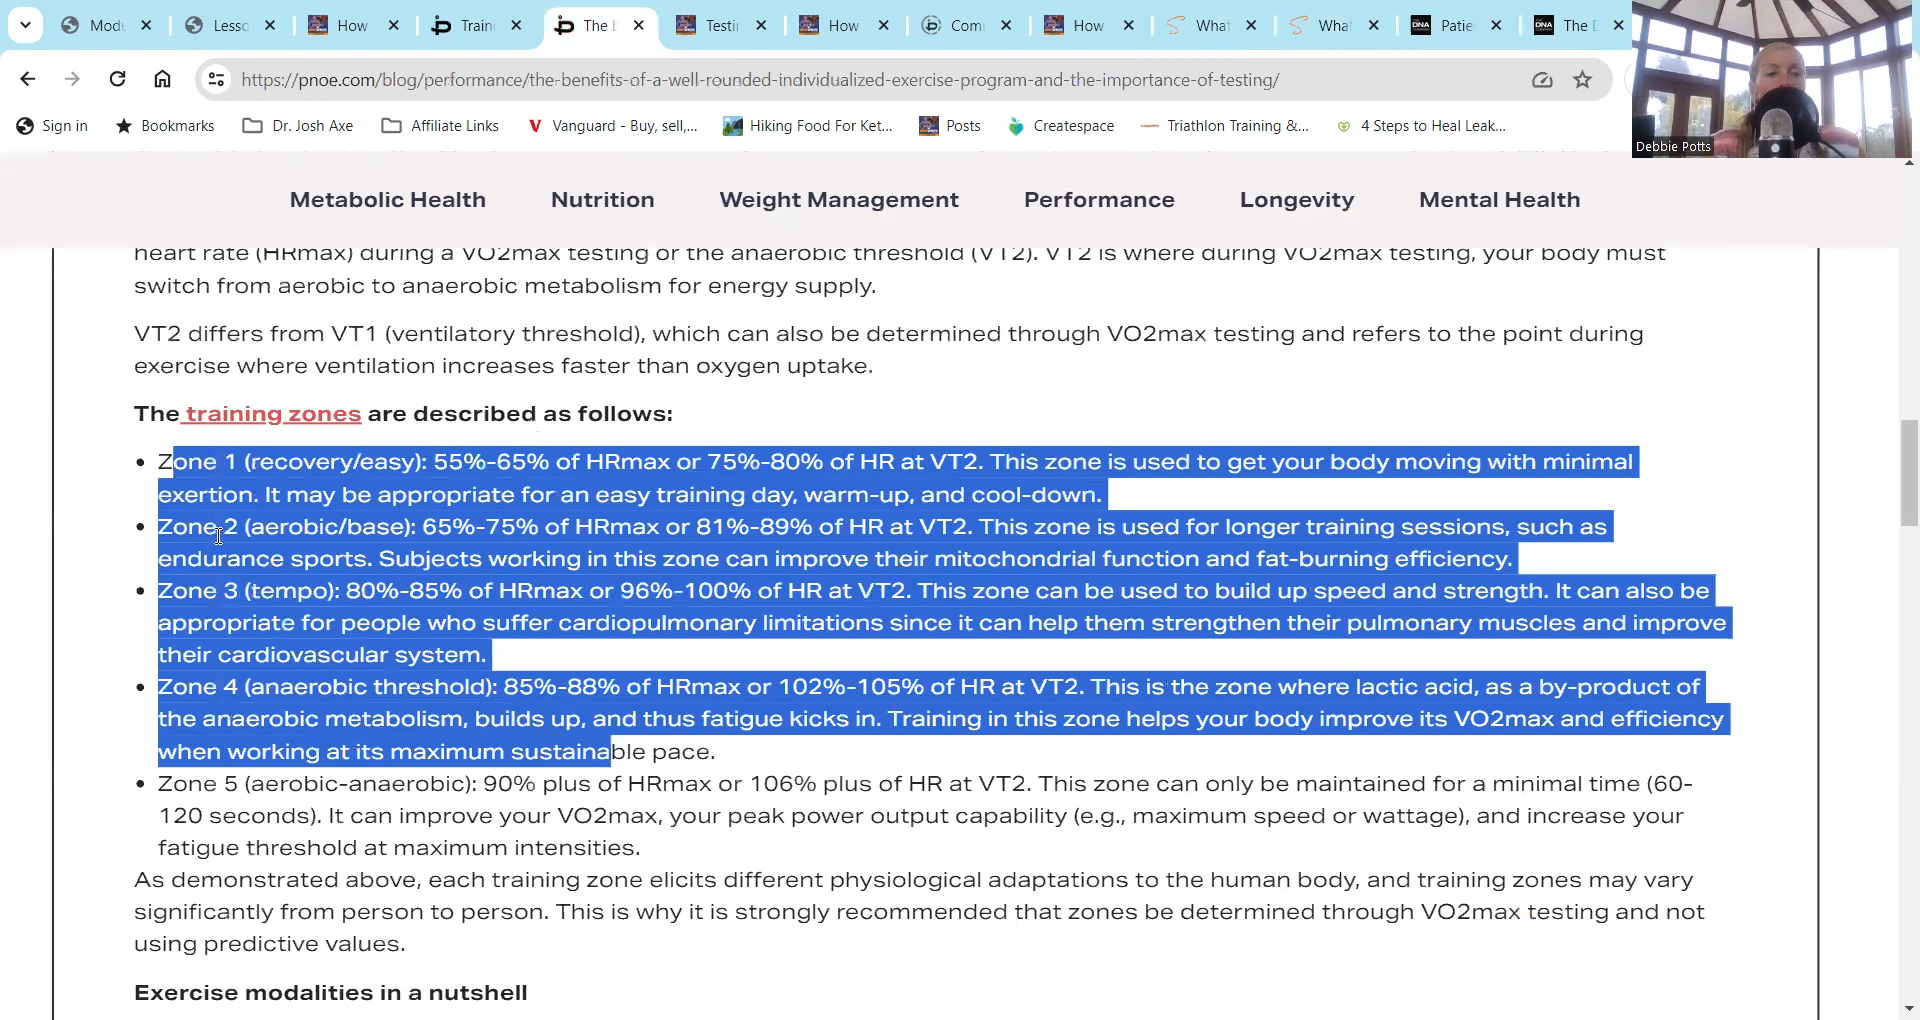 Modu
Lesso
How
Traini
The b
Testin
How
Com
How
What
What
Patie
The D
https://pnoe.com/blog/performance/the-benefits-of-a-well-rounded-individualized-exercise-program-and-the-importance-of-testing/
Sign in
Bookmarks
Dr. Josh Axe
Affiliate Links
Vanguard - Buy, sell,...
Hiking Food For Ket...
Posts
Createspace
Triathlon Training &...
4 Steps to Heal Leak...
Debbie Potts
Metabolic Health
Nutrition
Weight Management
Performance
Longevity
Mental Health
heart rate (HRmax) during a VO2max testing or the anaerobic threshold (VT2). VT2 is where during VO2max testing, your body must
switch from aerobic to anaerobic metabolism for energy supply.
VT2 differs from VT1 (ventilatory threshold), which can also be determined through VO2max testing and refers to the point during
exercise where ventilation increases faster than oxygen uptake.
The training zones are described as follows:
Zone 1 (recovery/easy): 55%-65% of HRmax or 75%-80% of HR at VT2. This zone is used to get your body moving with minimal
exertion. It may be appropriate for an easy training day, warm-up, and cool-down.
Zone 2 (aerobic/base): 65%-75% of HRmax or 81%-89% of HR at VT2. This zone is used for longer training sessions, such as
endurance sports. Subjects working in this zone can improve their mitochondrial function and fat-burning efficiency.
Zone 3 (tempo): 80%-85% of HRmax or 96%-100% of HR at VT2. This zone can be used to build up speed and strength. It can also be
appropriate for people who suffer cardiopulmonary limitations since it can help them strengthen their pulmonary muscles and improve
their cardiovascular system.
Zone 4 (anaerobic threshold): 85%-88% of HRmax or 102%-105% of HR at VT2. This is the zone where lactic acid, as a by-product of
the anaerobic metabolism, builds up, and thus fatigue kicks in. Training in this zone helps your body improve its VO2max and efficiency
when working at its maximum sustainable pace.
Zone 5 (aerobic-anaerobic): 90% plus of HRmax or 106% plus of HR at VT2. This zone can only be maintained for a minimal time (60-
120 seconds). It can improve your VO2max, your peak power output capability (e.g., maximum speed or wattage), and increase your
fatigue threshold at maximum intensities.
As demonstrated above, each training zone elicits different physiological adaptations to the human body, and training zones may vary
significantly from person to person. This is why it is strongly recommended that zones be determined through VO2max testing and not
using predictive values.
Exercise modalities in a nutshell